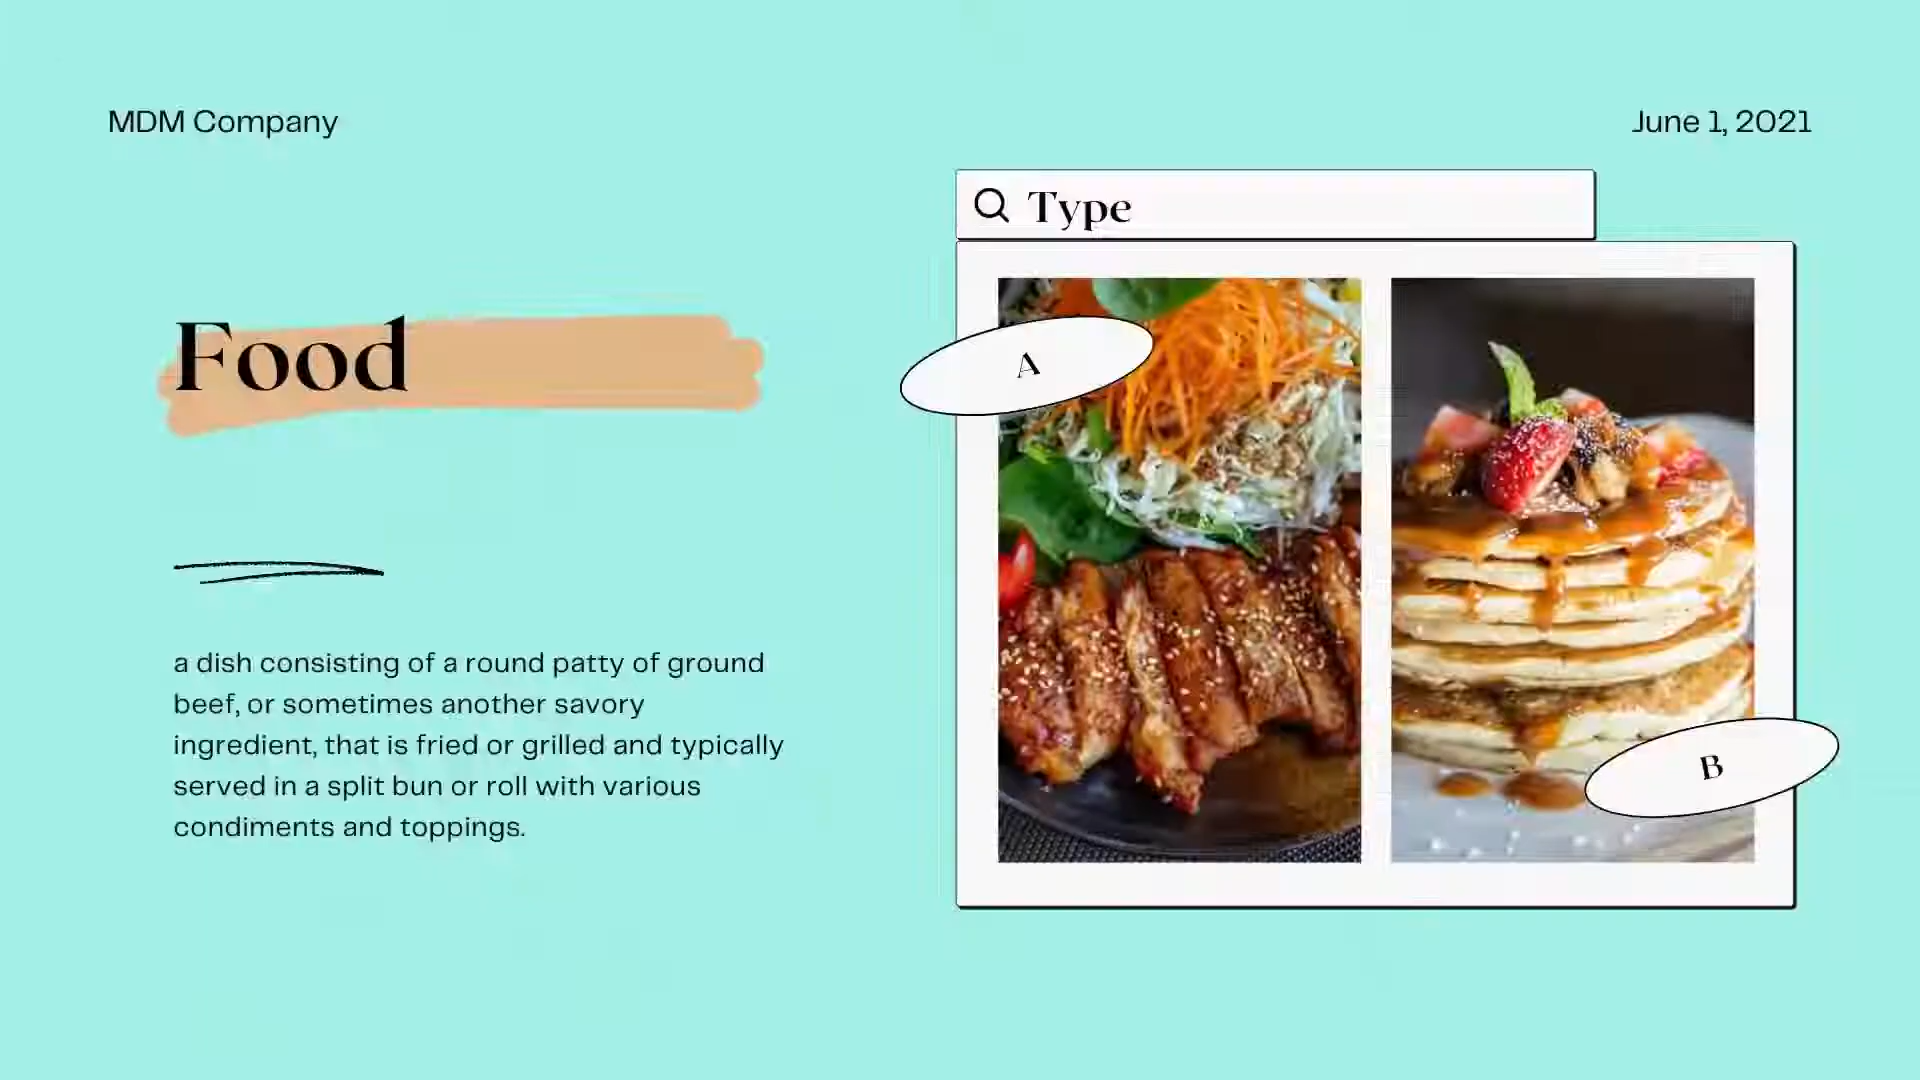 MDM Company
June 1, 2021
Type
Food
A
B
a dish consisting of a round patty of ground
beef, or sometimes another savory
ingredient, that is fried or grilled and typically
served in a split bun or roll with various
condiments and toppings.